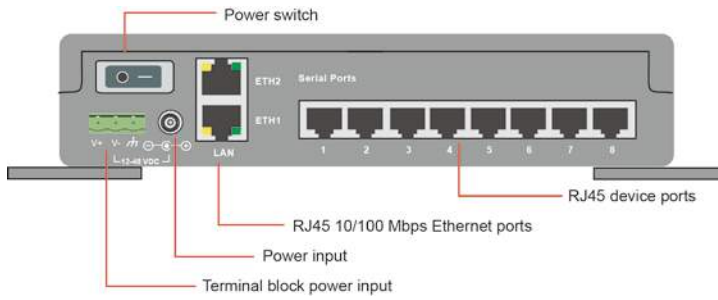 Power switch
ETH2
Serial Ports
ETH1
V+ V-
12-48 VDC
LAN
1 2 3 4 5 6 7 8
RJ45 device ports
RJ45 10/100 Mbps Ethernet ports
Power input
Terminal block power input